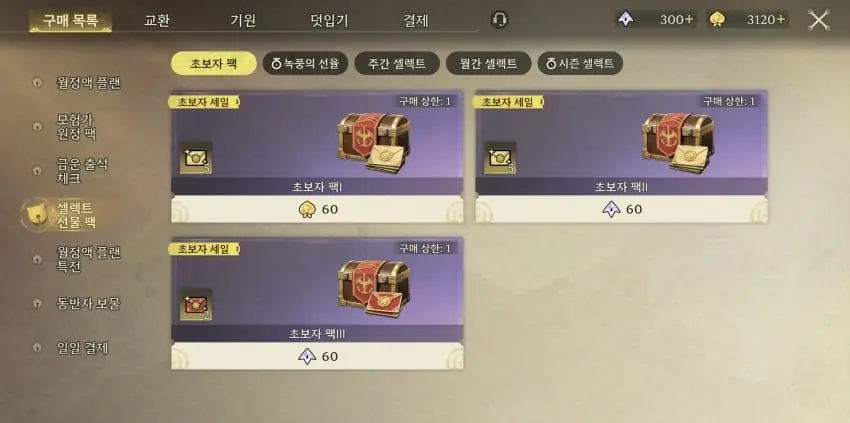 구매 목록
교환
기원
덧입기
결제
300+
3120+
월정액 플랜
모험가
원정 팩
금운 출석
체크
셀렉트
선물 팩
월정액 플랜
특전
동반자 보물
일일 결제
초보자 팩
녹풍의 선율
주간 셀렉트
월간 셀렉트
시즌 셀렉트
초보자 세일
구매 상한: 1
5
초보자 팩I
60
초보자 세일
구매 상한: 1
5
초보자 팩II
60
초보자 세일
구매 상한: 1
2
초보자 팩III
60